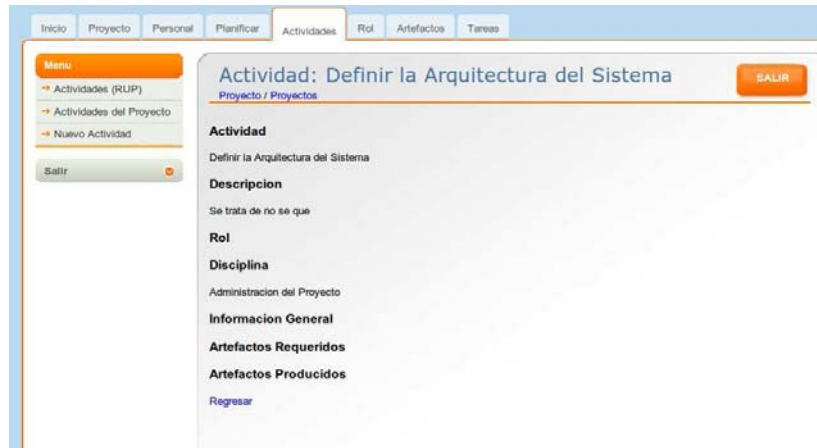 Inicio Proyecto Personal Planificar Actividades Rol Artefactos Tareas
Menu
Actividades (RUP)
Actividades del Proyecto
Nuevo Actividad
Salir
Actividad: Definir la Arquitectura del Sistema
SALIR
Proyecto / Proyectos
Actividad
Definir la Arquitectura del Sistema
Descripcion
Se trata de no se que
Rol
Disciplina
Administracion del Proyecto
Informacion General
Artefactos Requeridos
Artefactos Producidos
Regresar